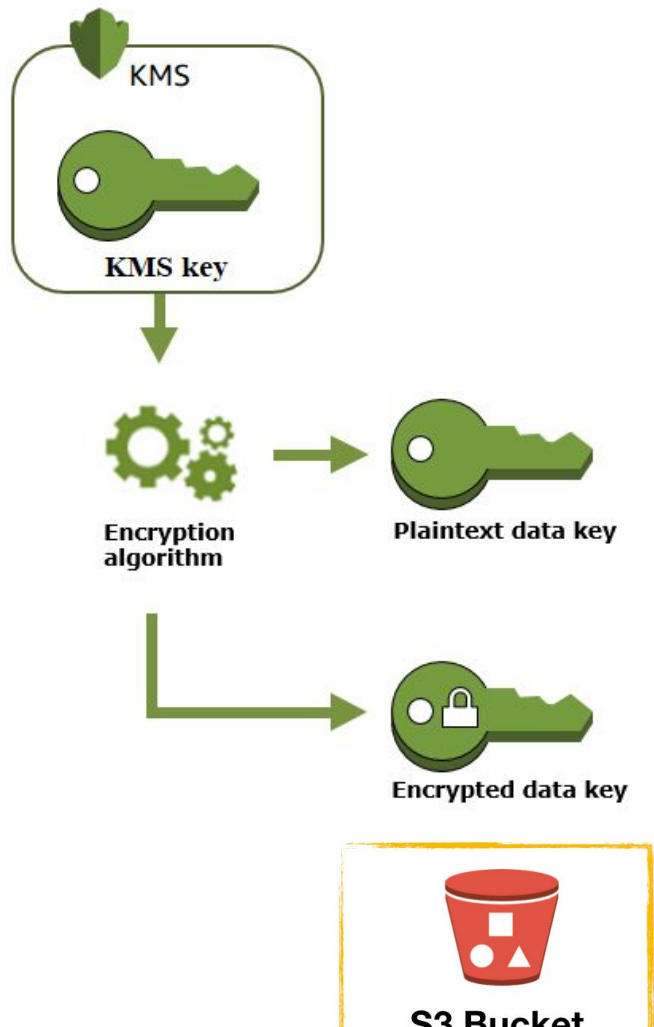 KMS
KMS key
Encryption
algorithm
Plaintext data key
Encrypted data key
S3 Bucket